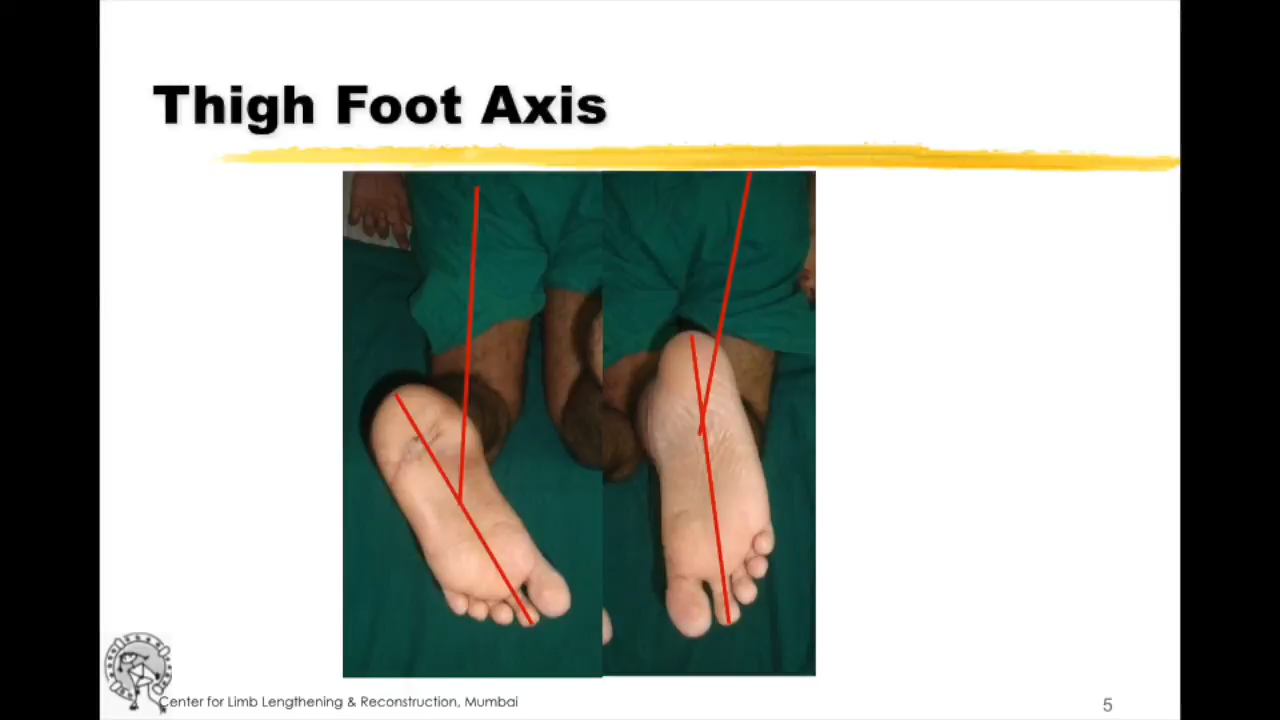 Thigh Foot Axis
Center for Limb Lengthening & Reconstruction, Mumbai
5